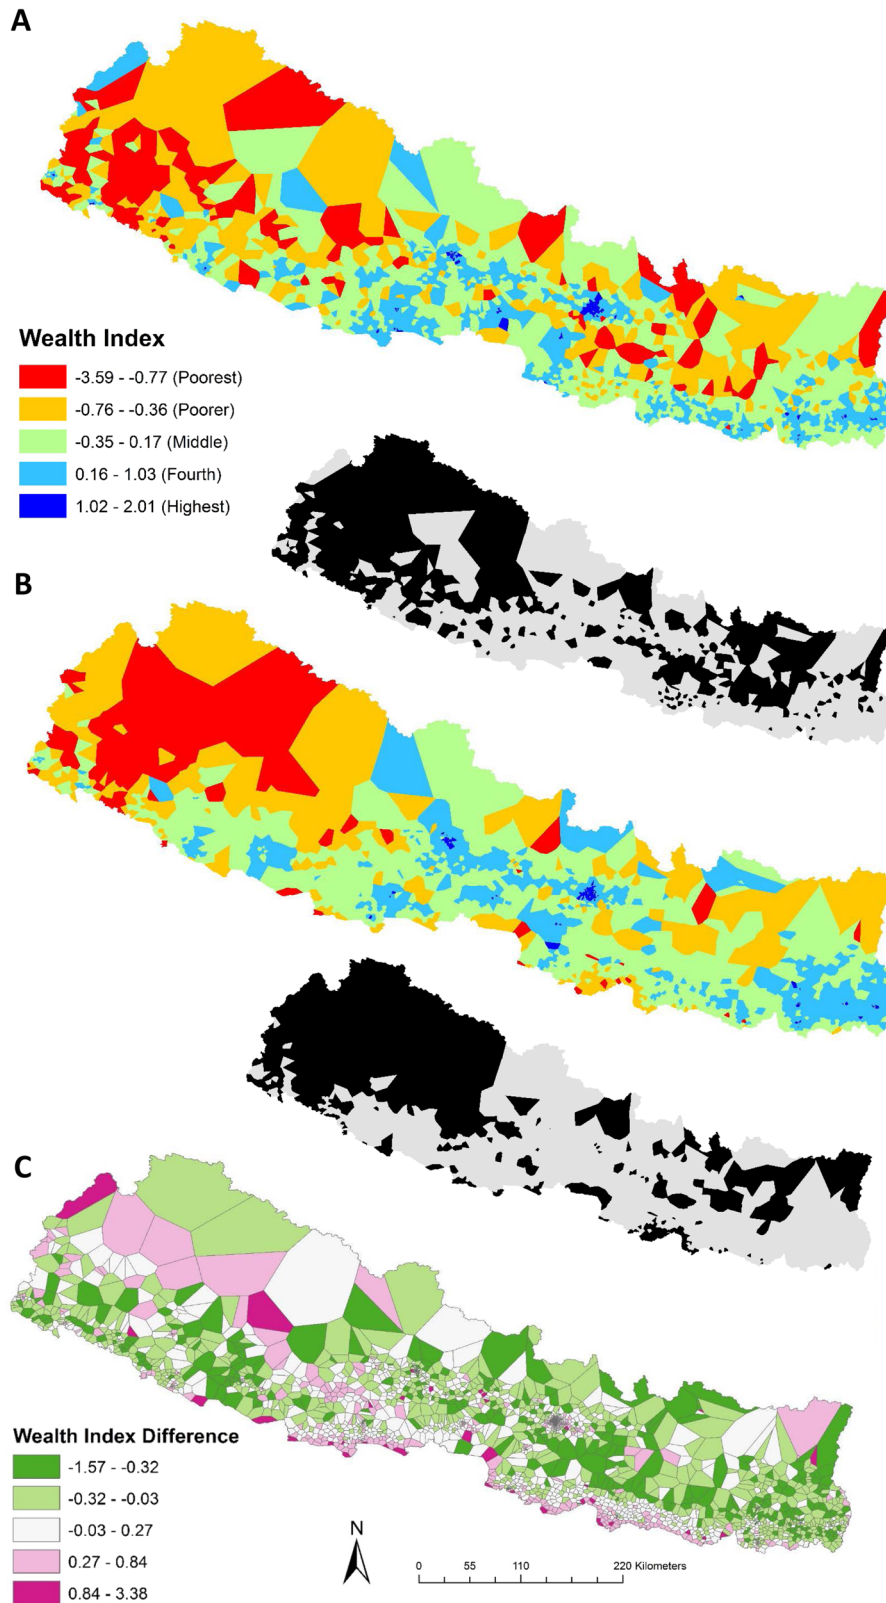 A
Wealth Index
-3.59 - -0.77 (Poorest)
-0.76 - -0.36 (Poorer)
-0.35 - 0.17 (Middle)
0.16 - 1.03 (Fourth)
1.02 - 2.01 (Highest)
B
C
Wealth Index Difference
-1.57 - -0.32
-0.32 - -0.03
-0.03 - 0.27
0.27 - 0.84
0.84 - 3.38
N
0 55 110 220 Kilometers